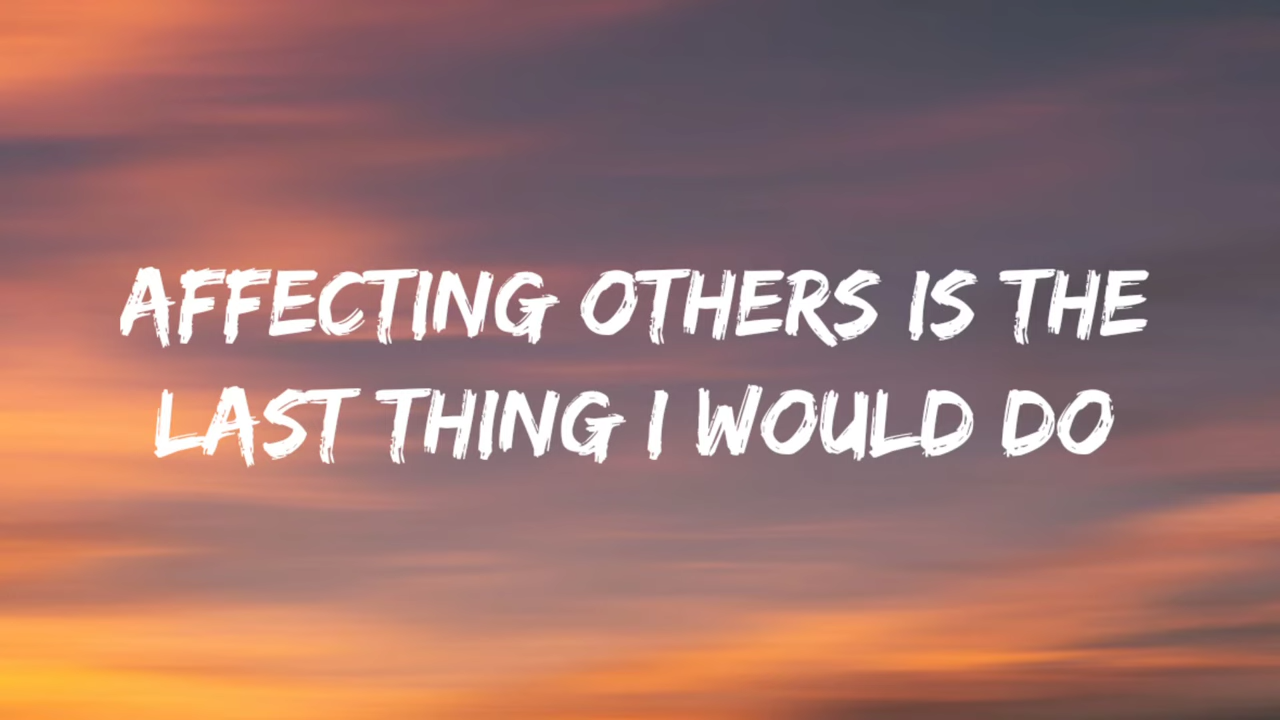 AFFECTING OTHERS IS THE
LAST THING I WOULD DO